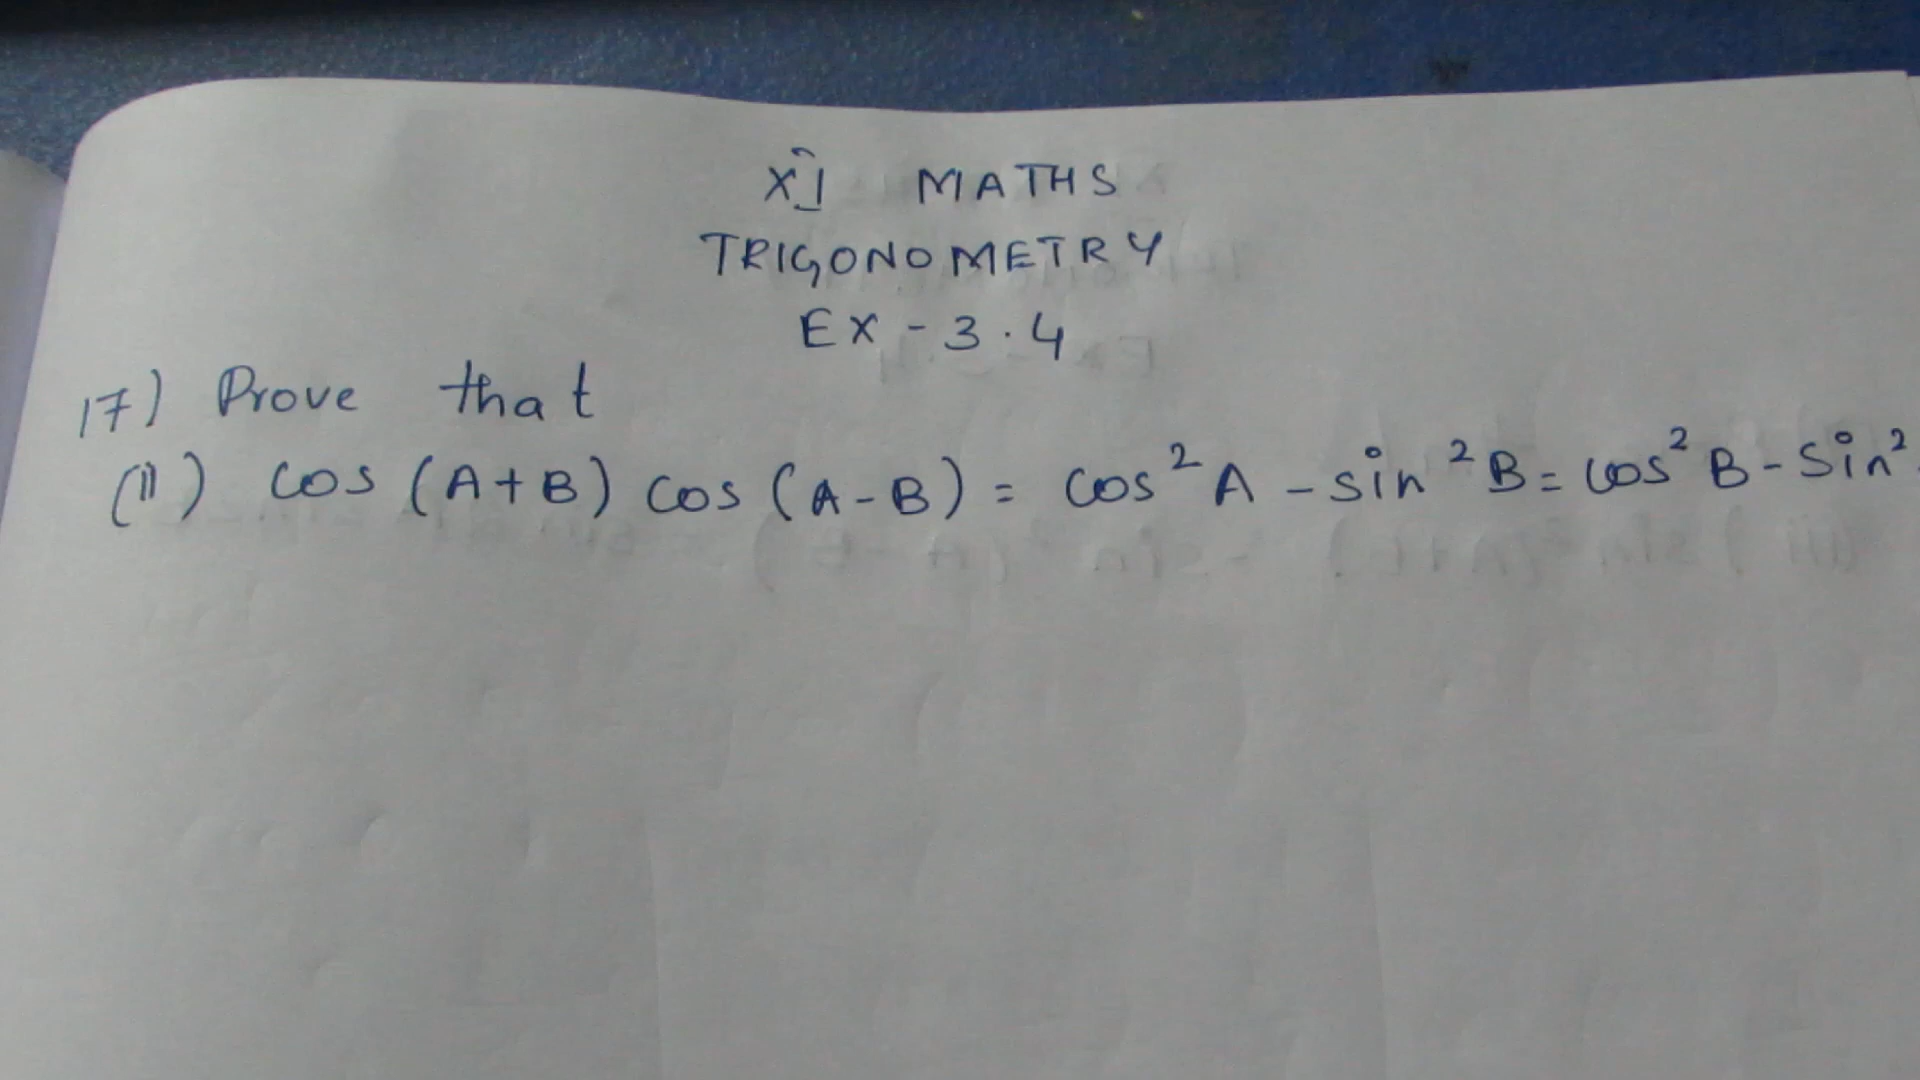 XI MATHS
TRIGONOMETRY
EX - 3.4
17) Prove that
(ii) cos (A+B) cos (A-B) = cos²A - sin²B = cos²B - Sin²